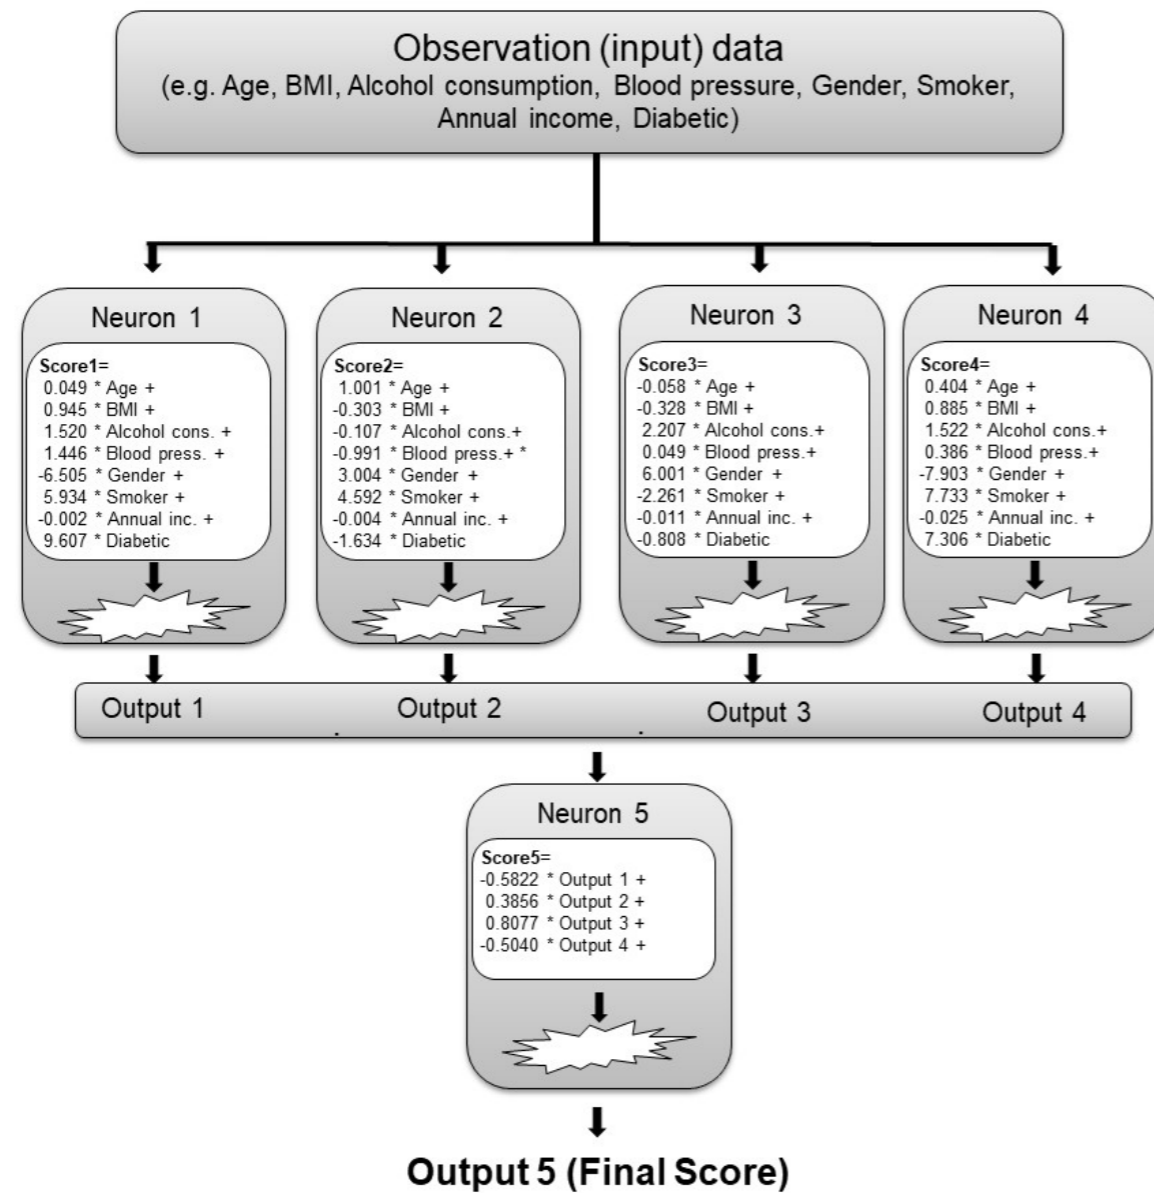 Observation (input) data
(e.g. Age, BMI, Alcohol consumption, Blood pressure, Gender, Smoker,
Annual income, Diabetic)
Neuron 1
Score1=
0.049 * Age +
0.945 * BMI +
1.520 * Alcohol cons. +
1.446 * Blood press. +
-6.505 * Gender +
5.934 * Smoker +
-0.002 * Annual inc. +
9.607 * Diabetic
Neuron 2
Score2=
1.001 * Age +
-0.303 * BMI +
-0.107 * Alcohol cons.+
-0.991 * Blood press.+ *
3.004 * Gender +
4.592 * Smoker +
-0.004 * Annual inc. +
-1.634 * Diabetic
Neuron 3
Score3=
-0.058 * Age +
-0.328 * BMI +
2.207 * Alcohol cons.+
0.049 * Blood press.+
6.001 * Gender +
-2.261 * Smoker +
-0.011 * Annual inc. +
-0.808 * Diabetic
Neuron 4
Score4=
0.404 * Age +
0.885 * BMI +
1.522 * Alcohol cons.+
0.386 * Blood press.+
-7.903 * Gender +
7.733 * Smoker +
-0.025 * Annual inc. +
7.306 * Diabetic
Output 1
Output 2
Output 3
Output 4
Neuron 5
Score5=
-0.5822 * Output 1 +
0.3856 * Output 2 +
0.8077 * Output 3 +
-0.5040 * Output 4 +
Output 5 (Final Score)